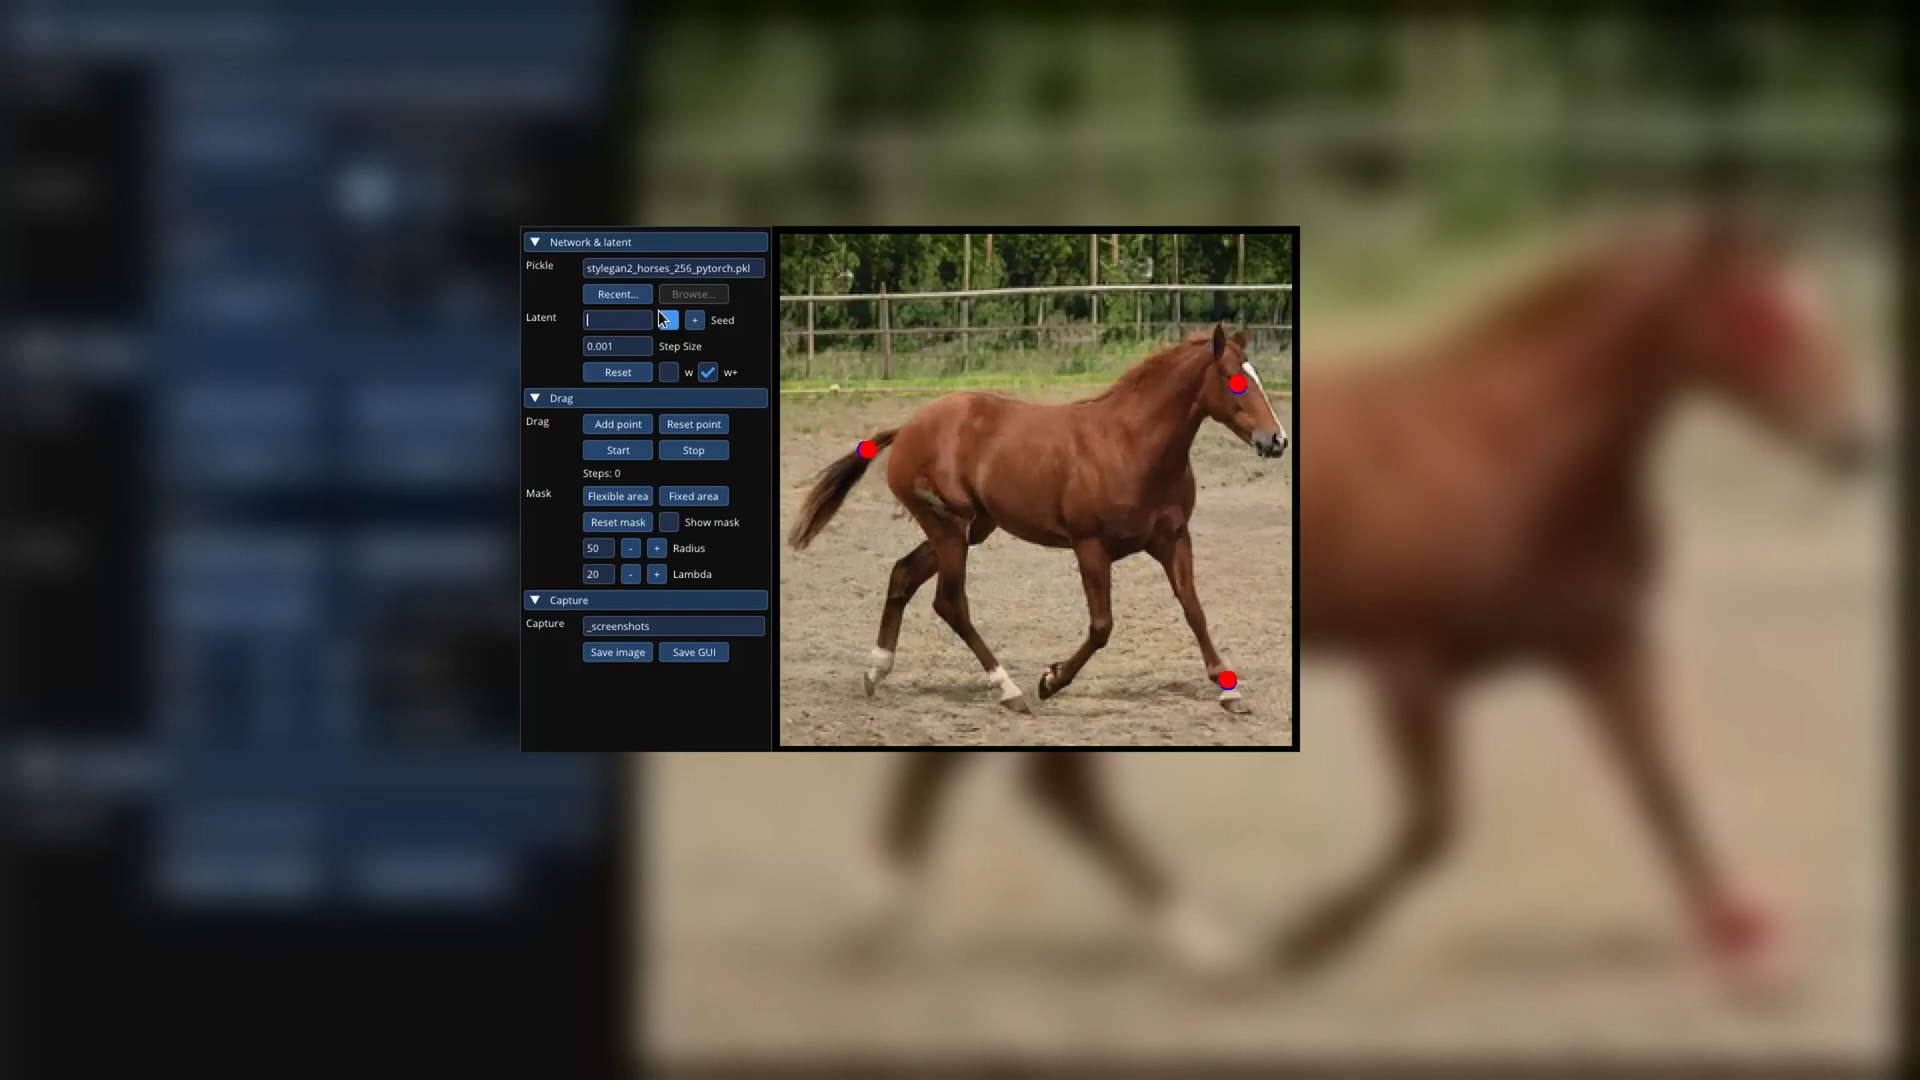 Network & latent
Pickle stylegan2_horses_256_pytorch.pkl
Recent... Browse...
Latent + Seed
0.001 Step Size
Reset w w+
Drag
Drag Add point Reset point
Start Stop
Steps: 0
Mask Flexible area Fixed area
Reset mask Show mask
50 - + Radius
20 - + Lambda
Capture
Capture _screenshots
Save image Save GUI